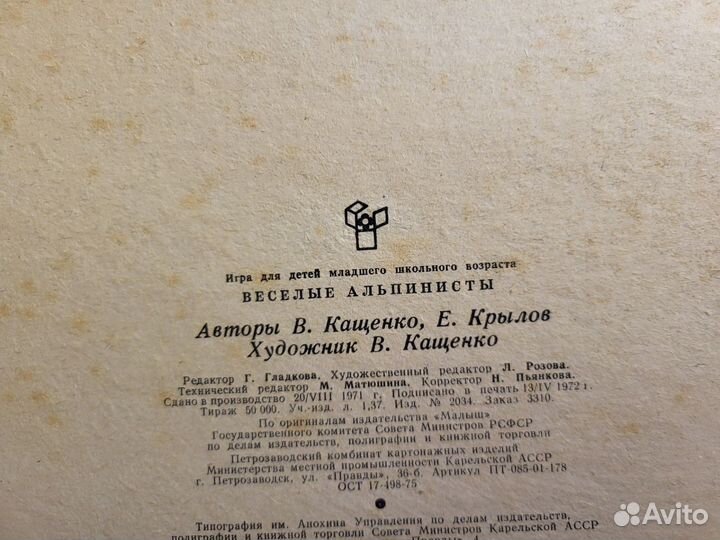 Игра для детей младшего школьного возраста
ВЕСЕЛЫЕ АЛЬПИНИСТЫ
Авторы В. Кащенко, Е. Крылов
Художник В. Кащенко
Редактор Г. Гладкова. Художественный редактор Л. Розова.
Технический редактор М. Матюшина. Корректор Н. Пьянкова.
Сдано в производство 20/VIII 1971 г. Подписано в печать 13/IV 1972 г.
Тираж 50 000. Уч.-изд. л. 1,37. Изд. № 2034. Заказ 3310.
По оригиналам издательства «Малыш»
Государственного комитета Совета Министров РСФСР
по делам издательств, полиграфии и книжной торговли
Петрозаводский комбинат картонажных изделий
Министерства местной промышленности Карельской АССР
г. Петрозаводск, ул. „Правды", 36-б. Артикул ПТ-085-01-178
ОСТ 17-498-75
Типография им. Анохина Управления по делам издательств,
полиграфии и книжной торговли Совета Министров Карельской АССР
Avito